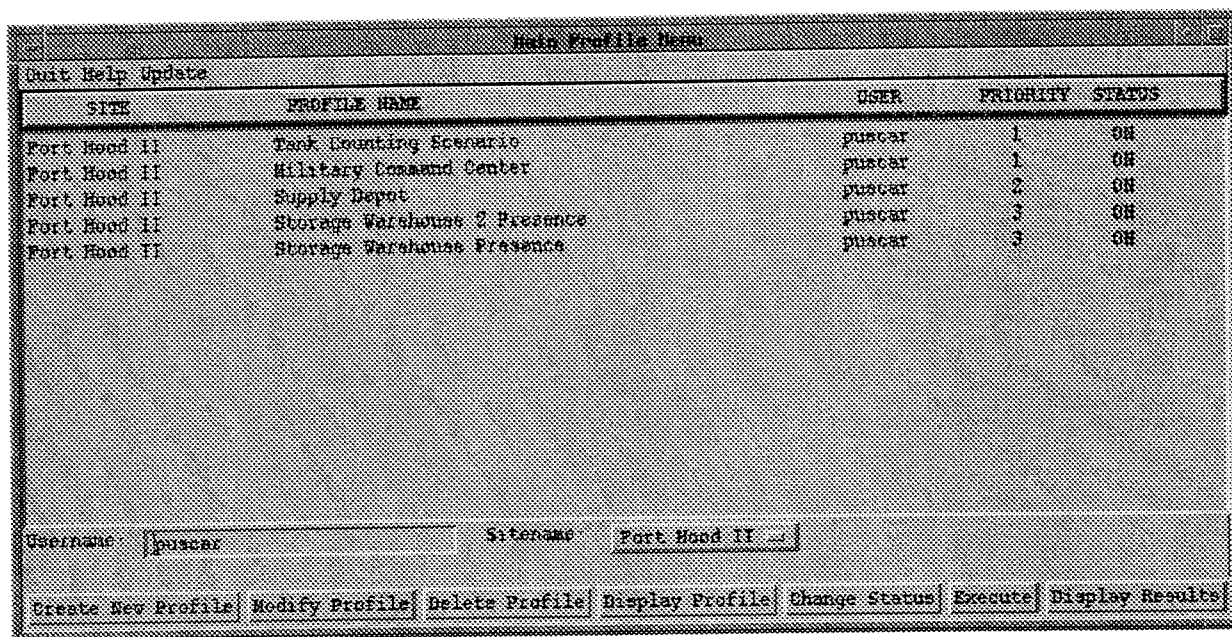 Main Profile Menu
Quit Help Update
SITE PROFILE NAME USER PRIORITY STATUS
Fort Hood II Tank Counting Scenario puscar 1 ON
Fort Hood II Military Command Center puscar 1 ON
Fort Hood II Supply Depot puscar 2 ON
Fort Hood II Storage Warehouse 2 Presence puscar 3 ON
Fort Hood II Storage Warehouse Presence puscar 3 ON
Username: puscar Sitename: Fort Hood II
Create New Profile Modify Profile Delete Profile Display Profile Change Status Execute Display Results